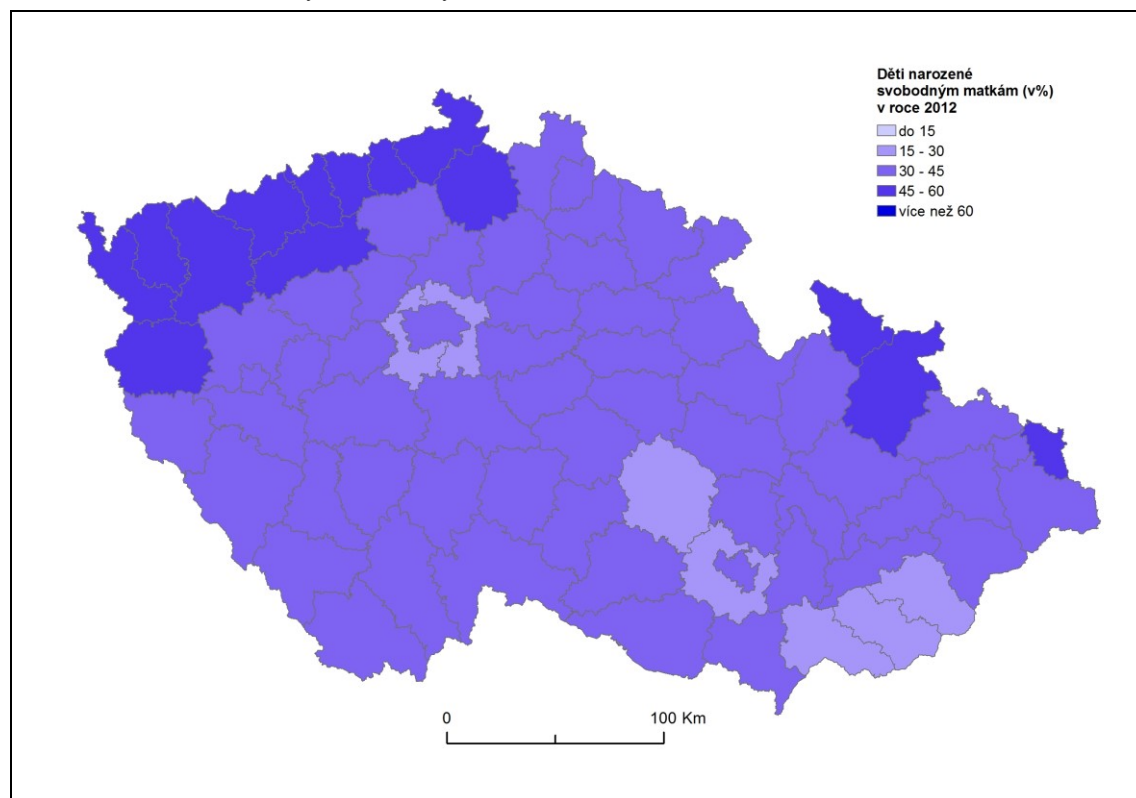 Děti narozené
svobodným matkám (v%)
v roce 2012
do 15
15 - 30
30 - 45
45 - 60
více než 60
0
100 Km